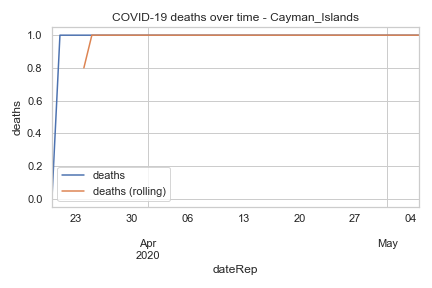 COVID-19 deaths over time - Cayman_Islands
1.0
0.8
0.6
0.4
0.2
0.0
deaths
deaths
deaths (rolling)
23 30 06 13 20 27 04
Apr May
2020
dateRep